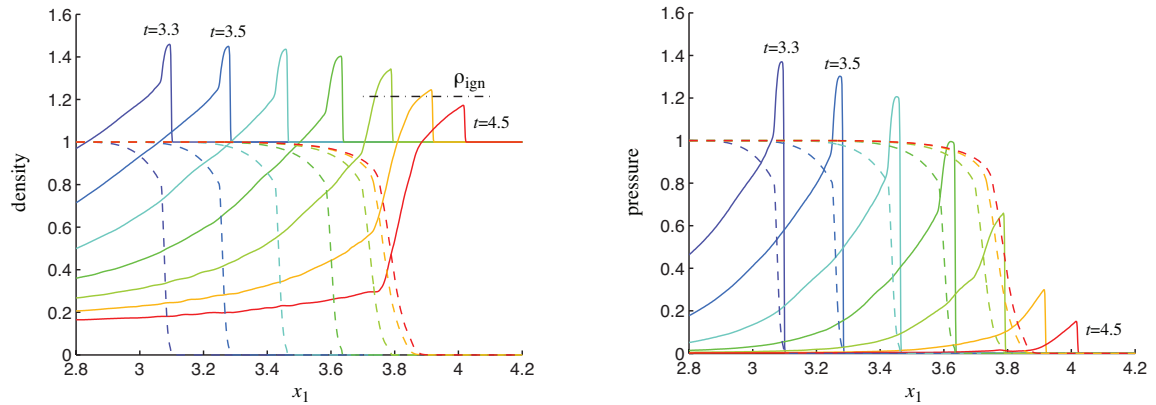 1.6
1.4
1.2
1
0.8
0.6
0.4
0.2
0
2.8 3 3.2 3.4 3.6 3.8 4 4.2
density
x₁
t=3.3
t=3.5
ρign
t=4.5
1.6
1.4
1.2
1.0
0.8
0.6
0.4
0.2
0
2.8 3.0 3.2 3.4 3.6 3.8 4.0 4.2
pressure
x₁
t=3.3
t=3.5
t=4.5